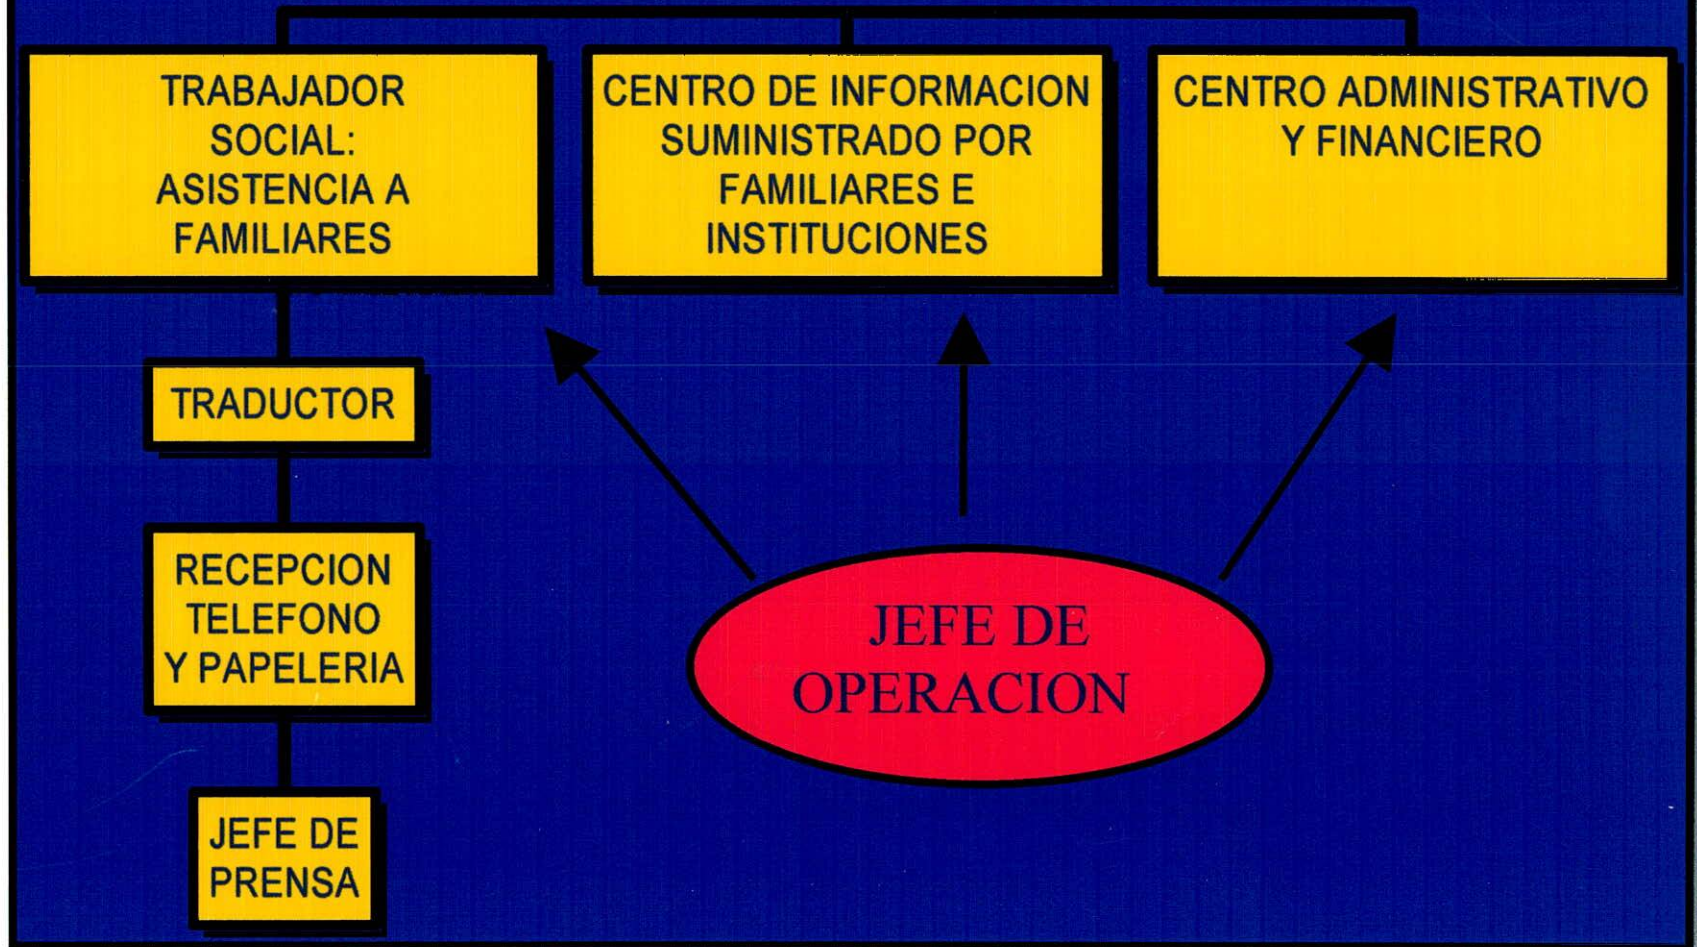 TRABAJADOR
SOCIAL:
ASISTENCIA A
FAMILIARES
CENTRO DE INFORMACION
SUMINISTRADO POR
FAMILIARES E
INSTITUCIONES
CENTRO ADMINISTRATIVO
Y FINANCIERO
TRADUCTOR
RECEPCION
TELEFONO
Y PAPELERIA
JEFE DE
PRENSA
JEFE DE
OPERACION